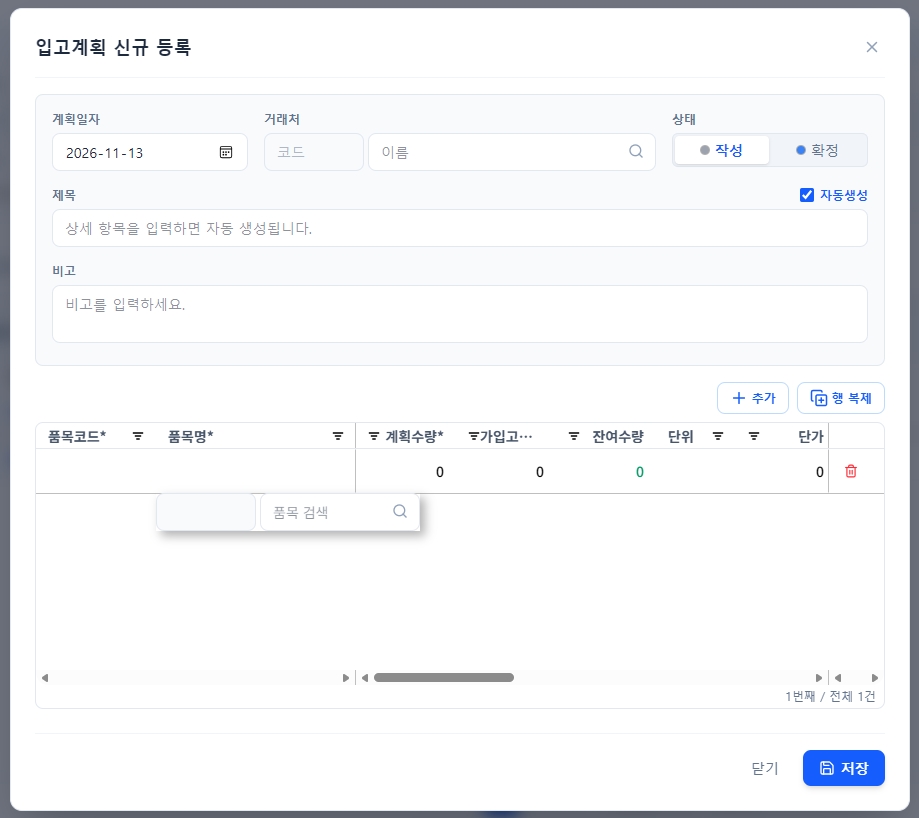 입고계획 신규 등록
계획일자 거래처 상태
2026-11-13 코드 이름 작성 확정
제목 자동생성
상세 항목을 입력하면 자동 생성됩니다.
비고
비고를 입력하세요.
추가 행 복제
품목코드* 품목명* 계획수량* 가입고… 잔여수량 단위 단가
0 0 0 0
품목 검색
1번째 / 전체 1건
닫기 저장